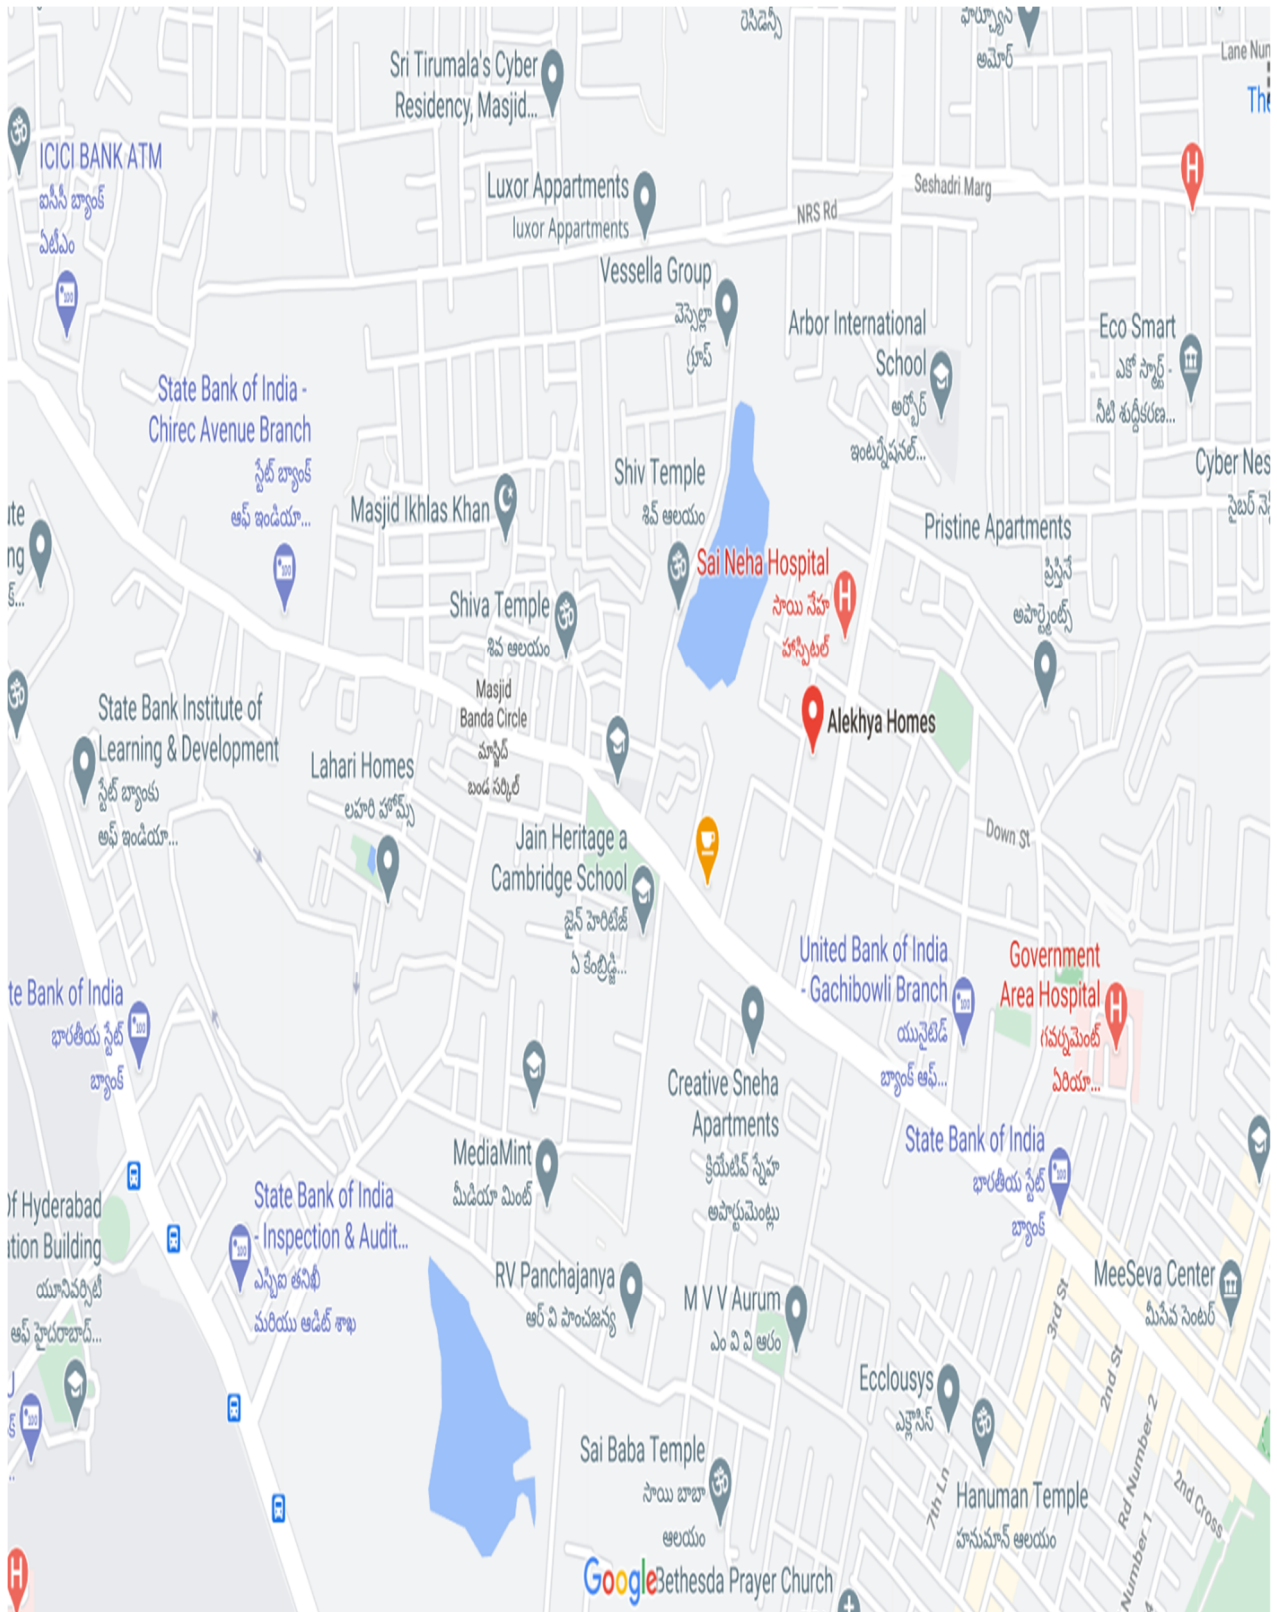 రెసిడెన్సీ
ఫార్చ్యూన్
అమోర్
Lane Nun
The
Sri Tirumala's Cyber
Residency, Masjid...
ICICI BANK ATM
ఐసీసీ బ్యాంక్
ఏటీఎం
Luxor Appartments
luxor Appartments
Seshadri Marg
NRS Rd
Vessella Group
వెస్సెల్లా
గ్రూప్
Arbor International
School
అర్బోర్
ఇంటర్నేషనల్...
Eco Smart
ఎకో స్మార్ట్ -
నీటి శుద్ధీకరణ...
State Bank of India -
Chirec Avenue Branch
స్టేట్ బ్యాంక్
ఆఫ్ ఇండియా...
Shiv Temple
శివ్ ఆలయం
Cyber Nes
సైబర్ నెస్ట
Masjid Ikhlas Khan
ute
ng
క్...
Pristine Apartments
ప్రిస్తినే
అపార్ట్మెంట్స్
Sai Neha Hospital
సాయి నేహ
హాస్పిటల్
Shiva Temple
శివ ఆలయం
Masjid
Banda Circle
మాస్జిద్
బండ సర్కిల్
State Bank Institute of
Learning & Development
స్టేట్ బ్యాంకు
అఫ్ ఇండియా...
Alekhya Homes
Lahari Homes
లహరి హోమ్స్
Down St
Jain Heritage a
Cambridge School
జైన్ హెరిటేజ్
ఏ కేంబ్రిడ్జి...
United Bank of India
- Gachibowli Branch
యునైటెడ్
బ్యాంక్ ఆఫ్...
Government
Area Hospital
గవర్నమెంట్
ఏరియా...
te Bank of India
భారతీయ స్టేట్
బ్యాంక్
Creative Sneha
Apartments
క్రియేటివ్ స్నేహ
అపార్టుమెంట్లు
State Bank of India
భారతీయ స్టేట్
బ్యాంక్
MediaMint
మీడియా మింట్
Of Hyderabad
ation Building
యూనివర్సిటీ
ఆఫ్ హైదరాబాద్...
State Bank of India
- Inspection & Audit...
ఎస్బిఐ తనిఖీ
మరియు ఆడిట్ శాఖ
RV Panchajanya
ఆర్ వి పాంచజన్య
M V V Aurum
ఎం వి వి ఆరం
MeeSeva Center
మీసేవ సెంటర్
3rd St
2nd St
Ecclousys
ఎక్లౌసిస్
Rd Number 2
2nd Cross
7th Ln
Sai Baba Temple
సాయి బాబా
ఆలయం
Hanuman Temple
హనుమాన్ ఆలయం
Number 1
4
Google
Bethesda Prayer Church